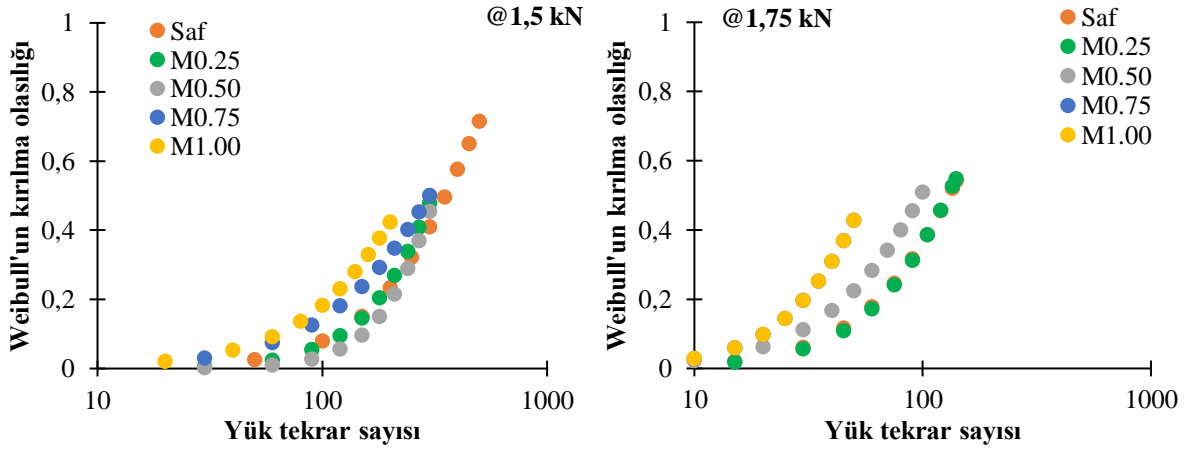 @1,5 kN
Weibull'un kırılma olasılığı
1
0,8
0,6
0,4
0,2
0
Saf
M0.25
M0.50
M0.75
M1.00
10
100
1000
Yük tekrar sayısı
@1,75 kN
Weibull'un kırılma olasılığı
1
0,8
0,6
0,4
0,2
0
Saf
M0.25
M0.50
M0.75
M1.00
10
100
1000
Yük tekrar sayısı